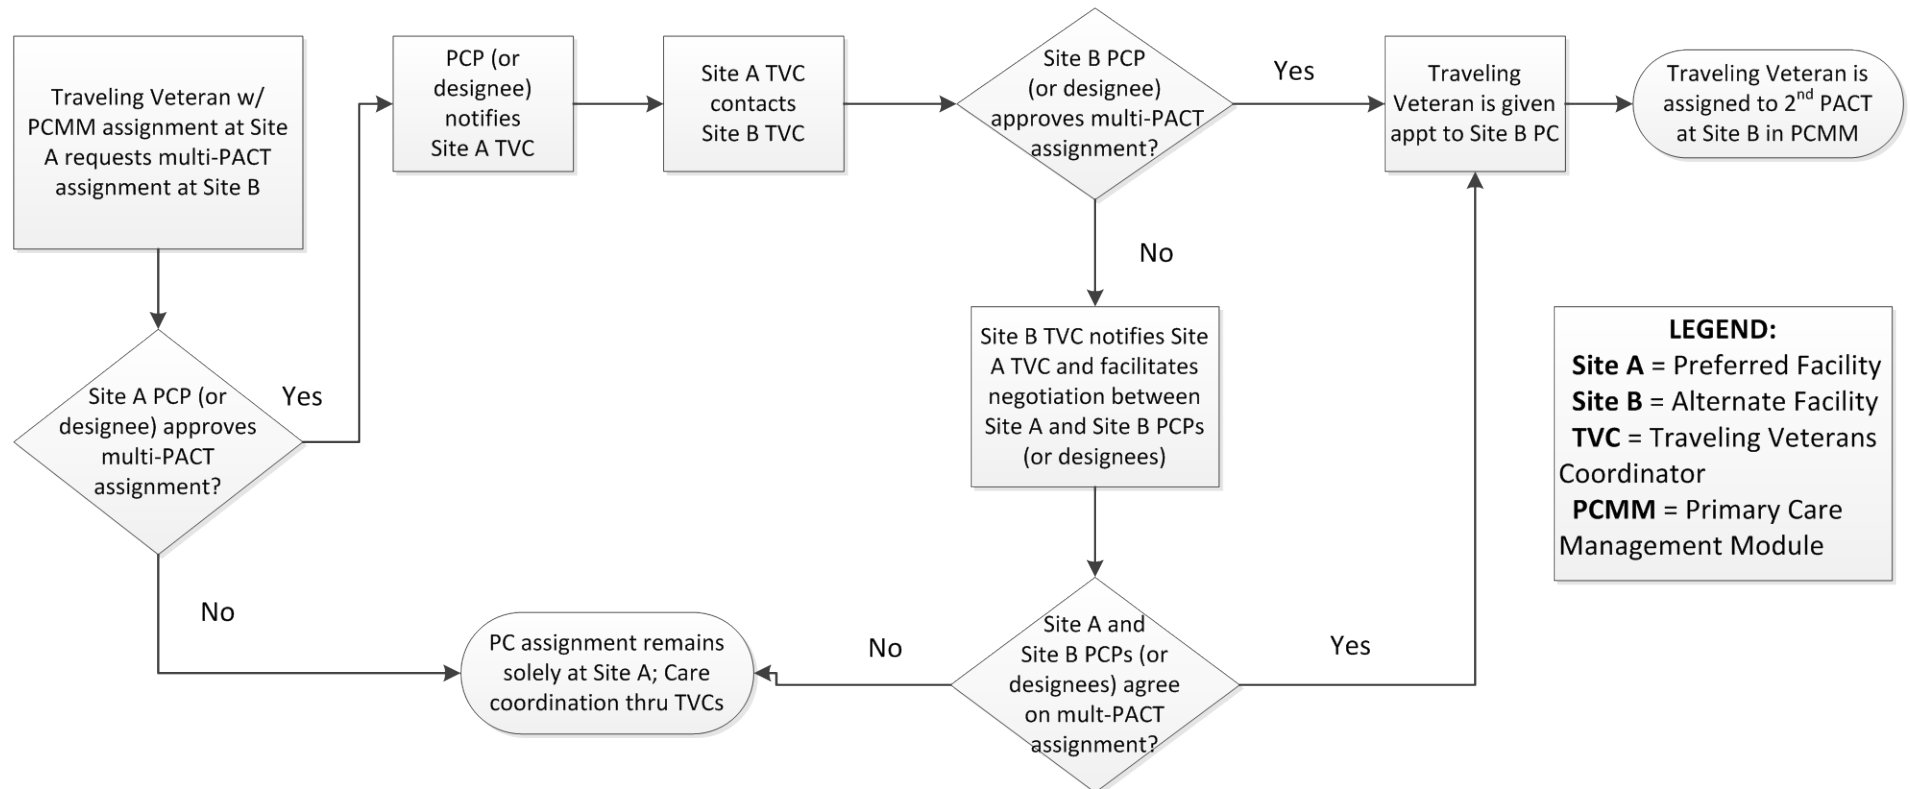 Traveling Veteran w/
PCMM assignment at Site
A requests multi-PACT
assignment at Site B
PCP (or
designee)
notifies
Site A TVC
Site A TVC
contacts
Site B TVC
Site B PCP
(or designee)
approves multi-PACT
assignment?
Yes
Traveling
Veteran is given
appt to Site B PC
Traveling Veteran is
assigned to 2nd PACT
at Site B in PCMM
No
Site A PCP (or
designee) approves
multi-PACT
assignment?
Yes
Site B TVC notifies Site
A TVC and facilitates
negotiation between
Site A and Site B PCPs
(or designees)
LEGEND:
Site A = Preferred Facility
Site B = Alternate Facility
TVC = Traveling Veterans
Coordinator
PCMM = Primary Care
Management Module
No
PC assignment remains
solely at Site A; Care
coordination thru TVCs
No
Site A and
Site B PCPs (or
designees) agree
on mult-PACT
assignment?
Yes